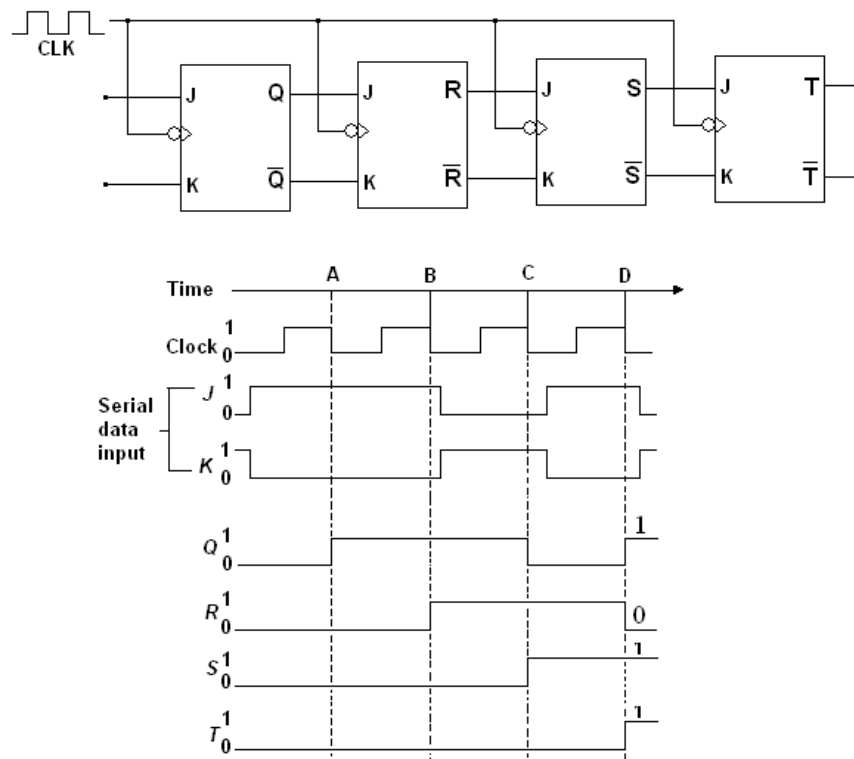 CLK
J Q J R J S J T
K Q̅ K R̅ K S̅ K T̅
A B C D
Time
Clock 1 0
Serial data input
J 1 0
K 1 0
Q 1 0 1
R 1 0 0
S 1 0 1
T 1 0 1